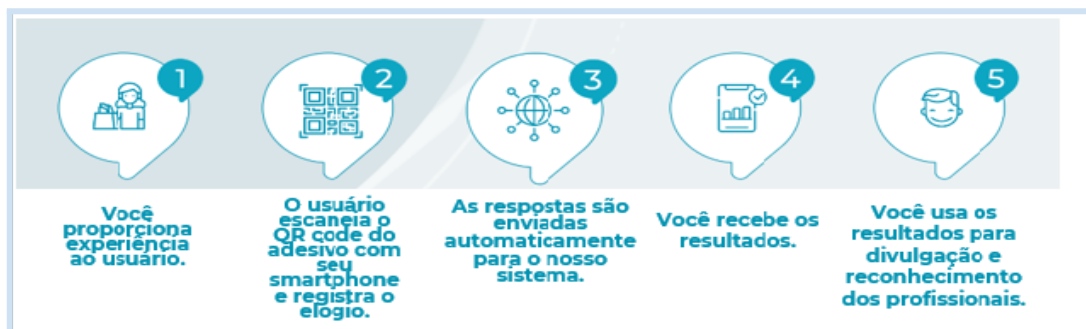 1
Você
proporciona
experiência
ao usuário.
2
O usuário
escaneia o
QR code do
adesivo com
seu
smartphone
e registra o
elogio.
3
As respostas são
enviadas
automaticamente
para o nosso
sistema.
4
Você recebe os
resultados.
5
Você usa os
resultados para
divulgação e
reconhecimento
dos profissionais.